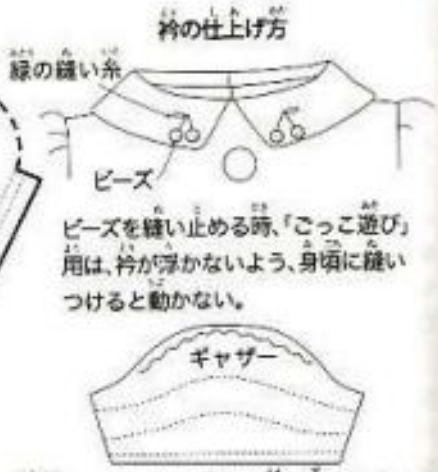 衿の仕上げ方
緑の縫い糸
ビーズ
ビーズを縫い止める時、「ごっこ遊び」
用は、衿が浮かないよう、身頃に縫い
つけると動かない。
ギャザー